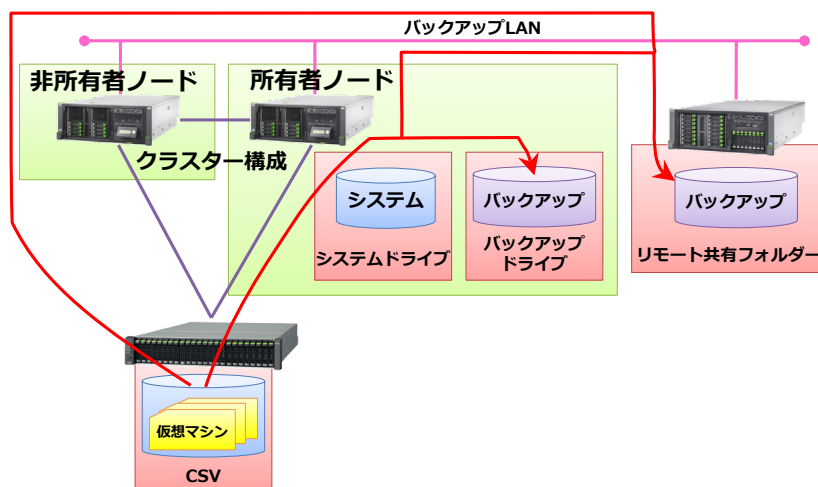 バックアップLAN
非所有者ノード
所有者ノード
クラスター構成
システム
システムドライブ
バックアップ
バックアップ
ドライブ
バックアップ
リモート共有フォルダー
仮想マシン
CSV